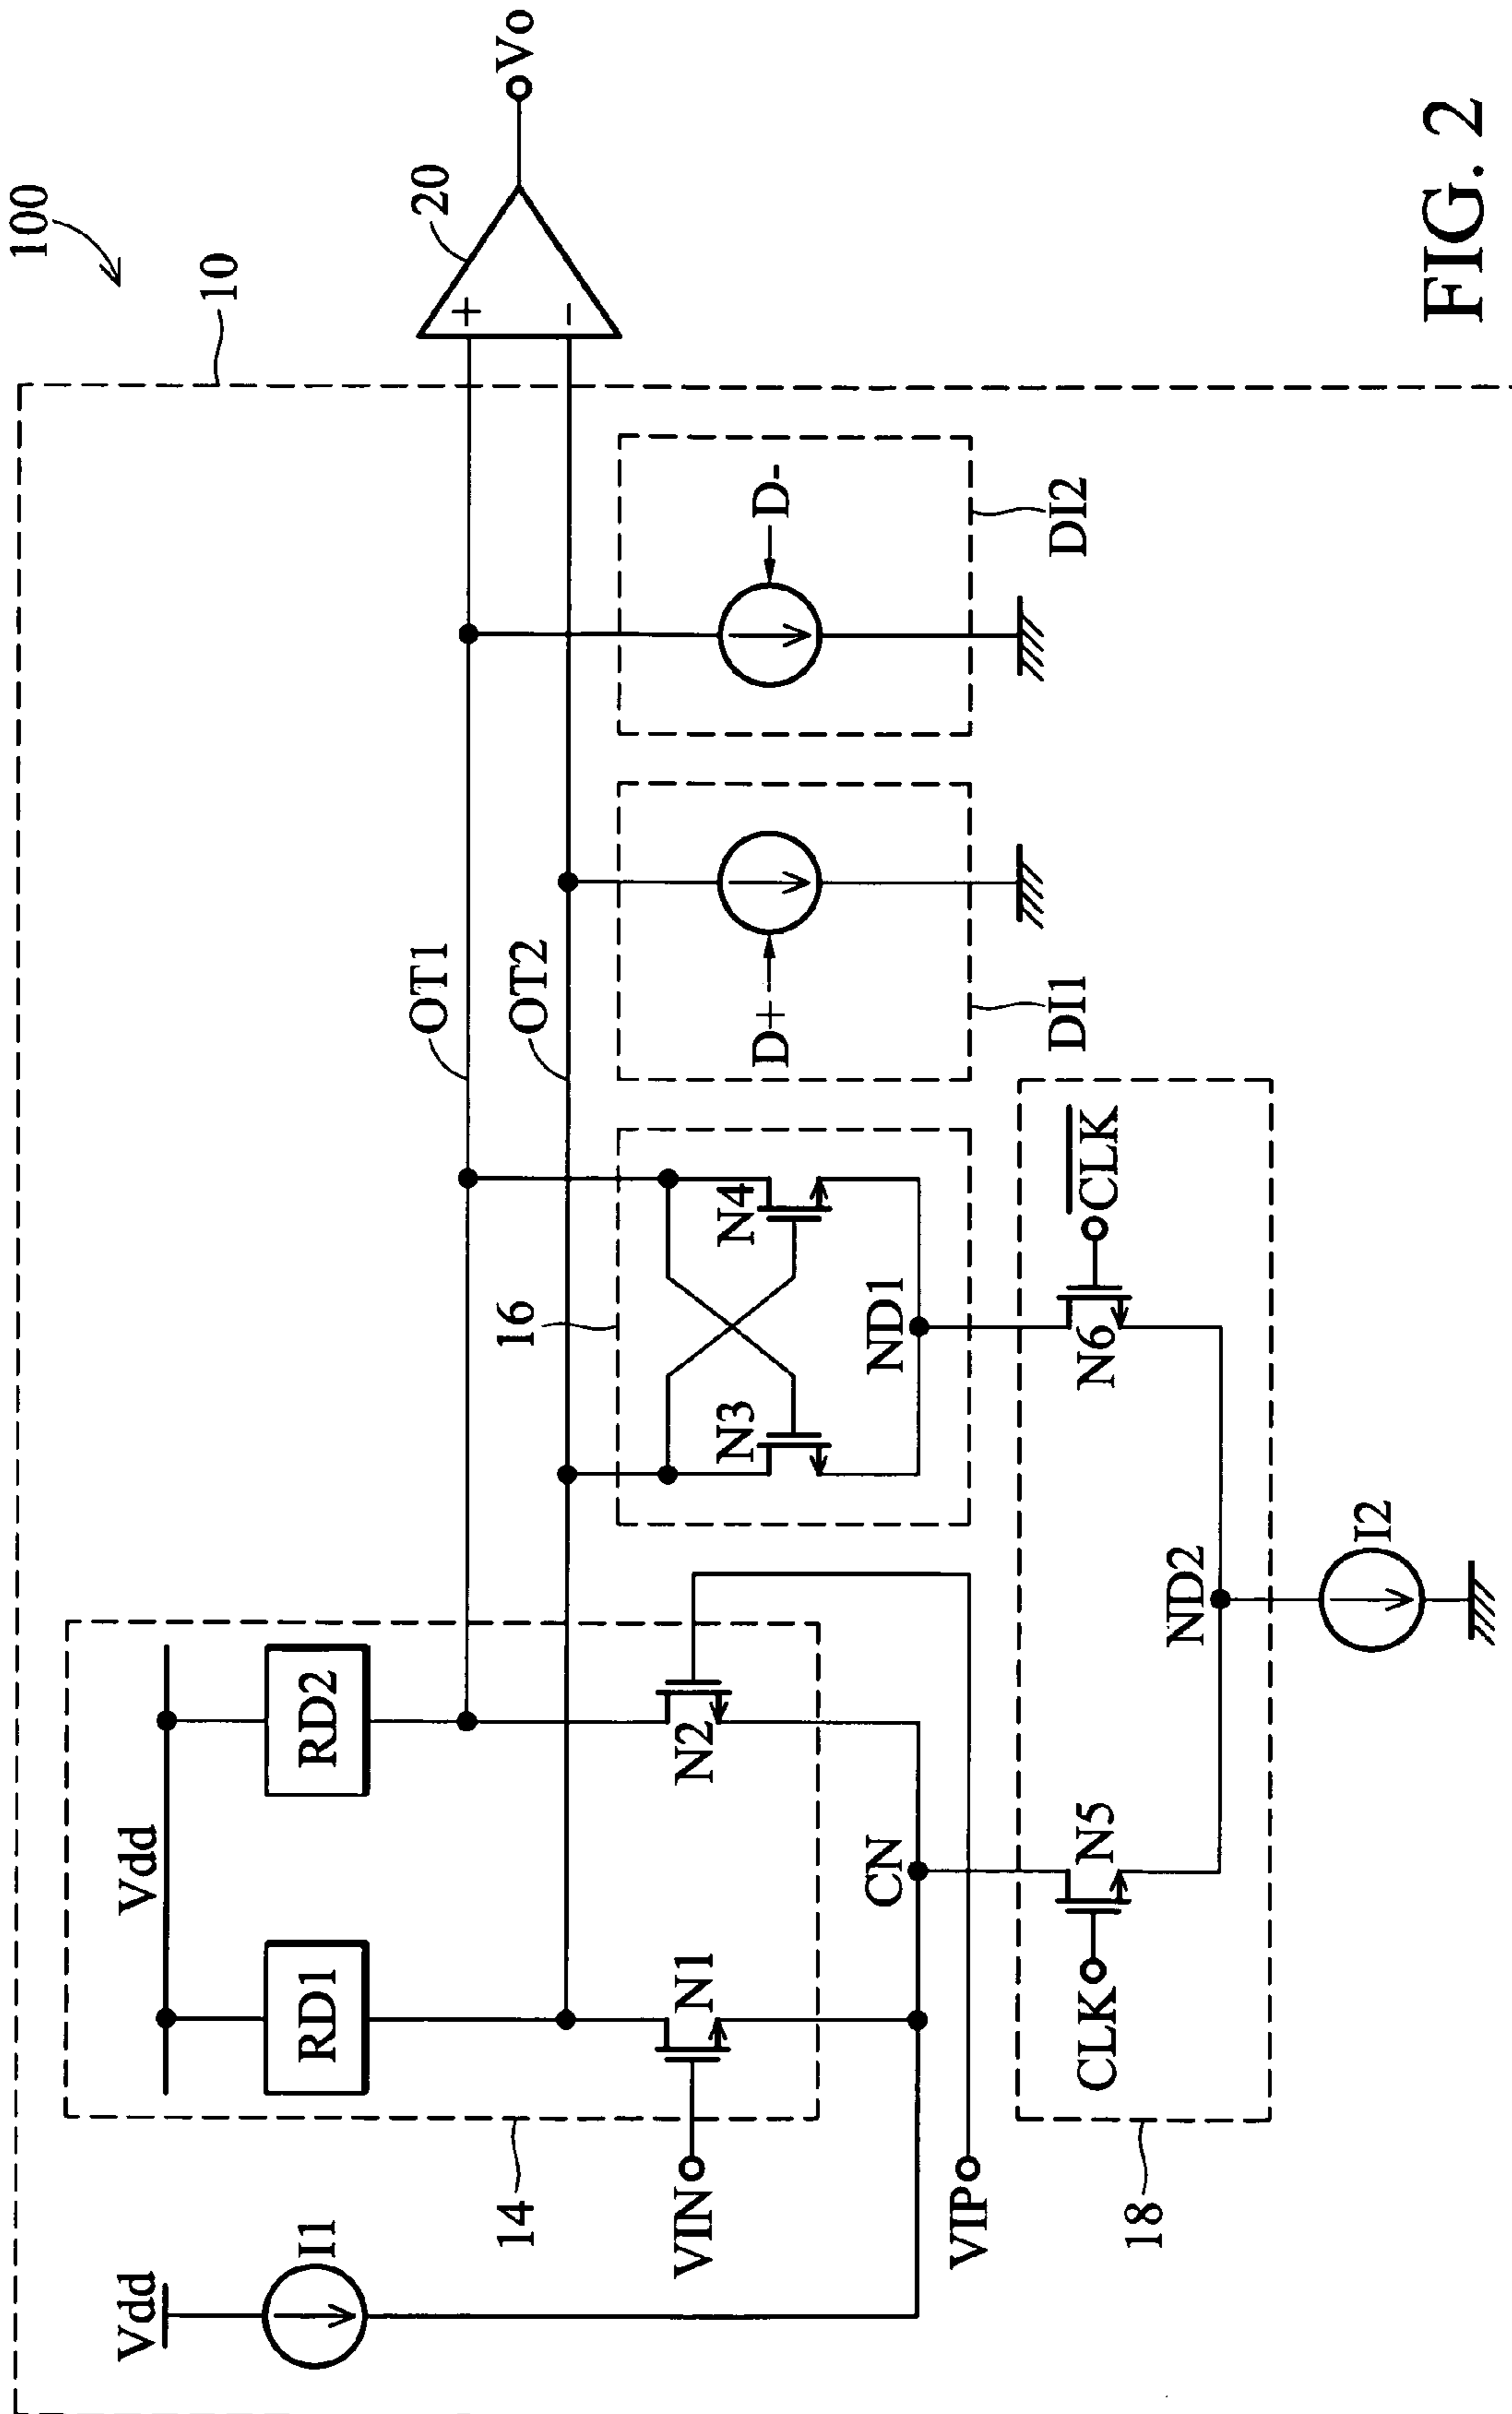 100
10
Vdd
Vdd
I1
RD1
RD2
14
VIN
N1
N2
OT1
OT2
20
+
−
Vo
16
N3
N4
D+
D-
DI1
DI2
CN
ND1
VIP
CLK
N5
N6
CLK
18
ND2
I2
FIG. 2